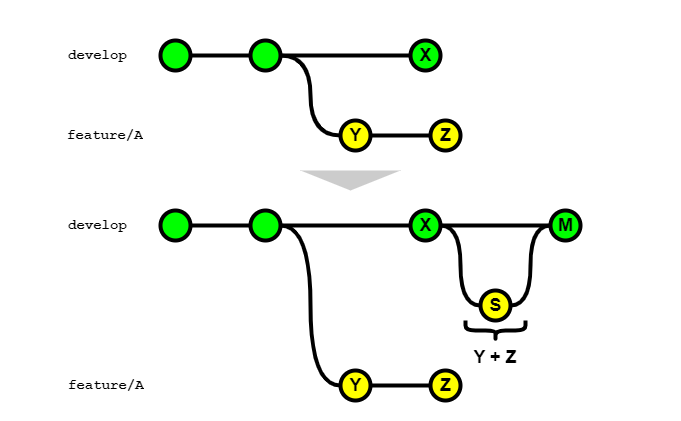 develop X
feature/A Y Z
develop X M
S
Y + Z
feature/A Y Z